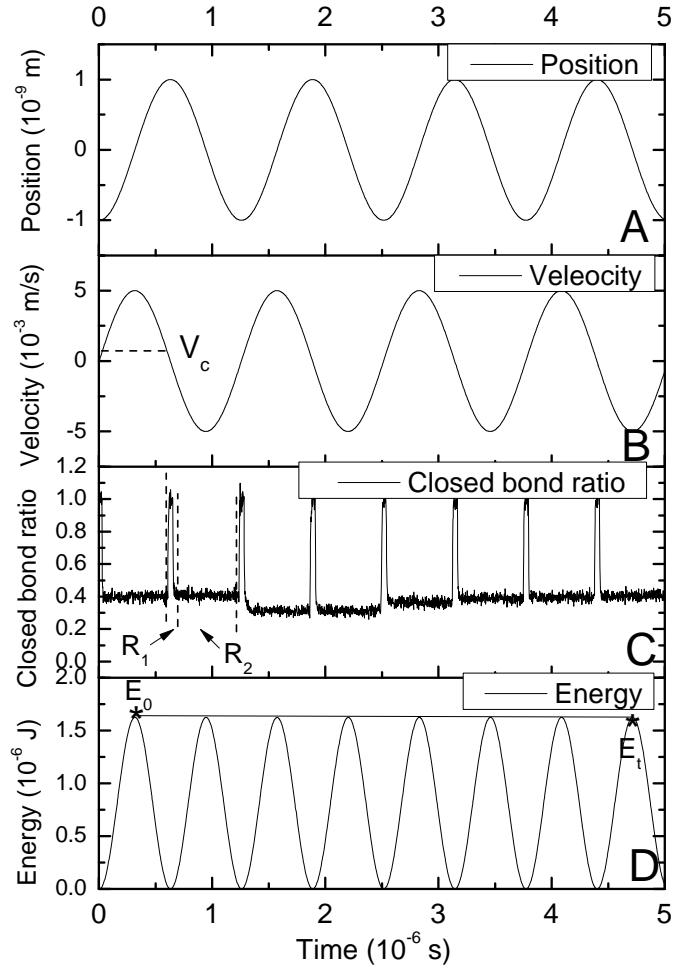 0 1 2 3 4 5
Position
1
0
-1
Position (10⁻⁹ m)
A
Veleocity
5
0
-5
Velocity (10⁻³ m/s)
V_c
B
Closed bond ratio
1.2
1.0
0.8
0.6
0.4
0.3
0.2
0.0
Closed bond ratio
R_1
R_2
C
Energy
2.0
1.5
1.0
0.5
0.0
Energy (10⁻⁶ J)
E_0
*
*
E_t
D
0 1 2 3 4 5
Time (10⁻⁶ s)